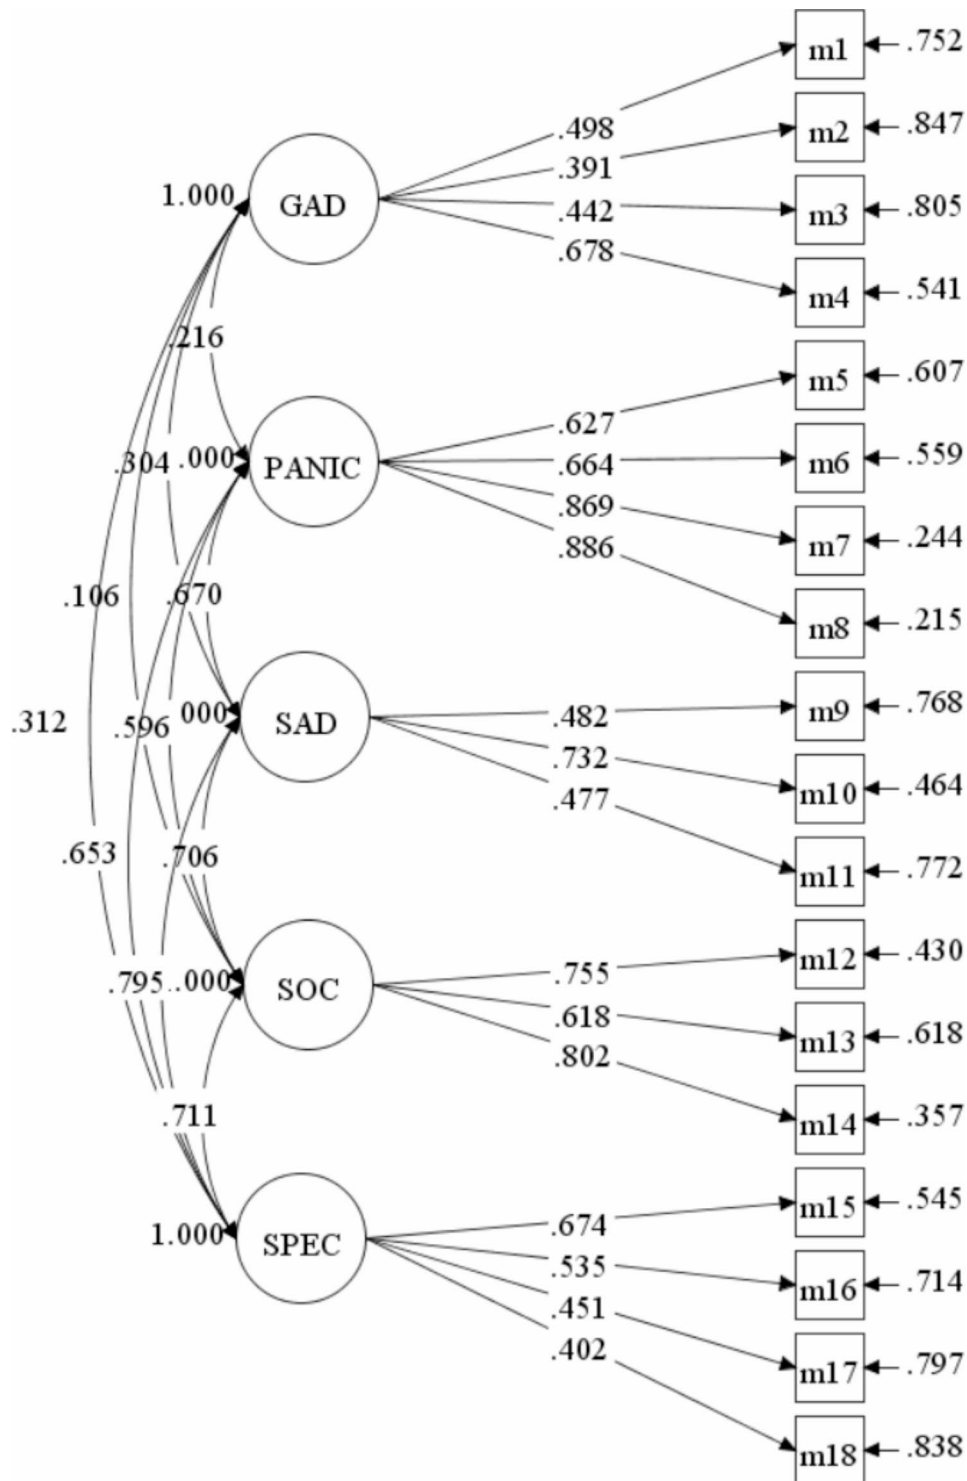 m1 .752
.498
m2 .847
.391
1.000 GAD
.442 m3 .805
.678
m4 .541
.216
m5 .607
.627
.304 .000 PANIC
.664 m6 .559
.869
m7 .244
.886
.106 .670
m8 .215
.312 .596 000 SAD
.482 m9 .768
.732
m10 .464
.477
.653 .706
m11 .772
m12 .430
.755
.795 .000 SOC
.618 m13 .618
.802
.711
m14 .357
m15 .545
.674
1.000 SPEC
.535 m16 .714
.451
.402
m17 .797
m18 .838